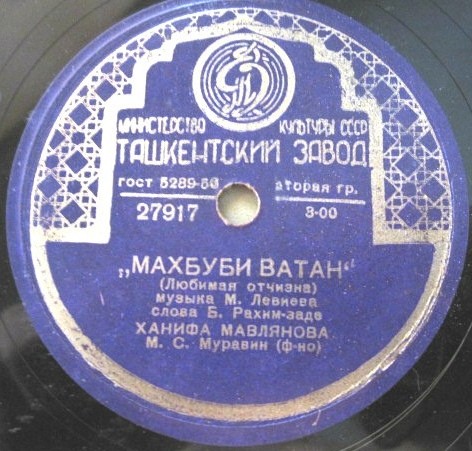 МИНИСТЕРСТВО КУЛЬТУРЫ СССР
ТАШКЕНТСКИЙ ЗАВОД
гост 5289-56 вторая гр.
27917 3-00
„МАХБУБИ ВАТАН“
(Любимая отчизна)
музыка М. Левиева
слова Б. Рахим-заде
ХАНИФА МАВЛЯНОВА
М. С. Муравин (ф-но)